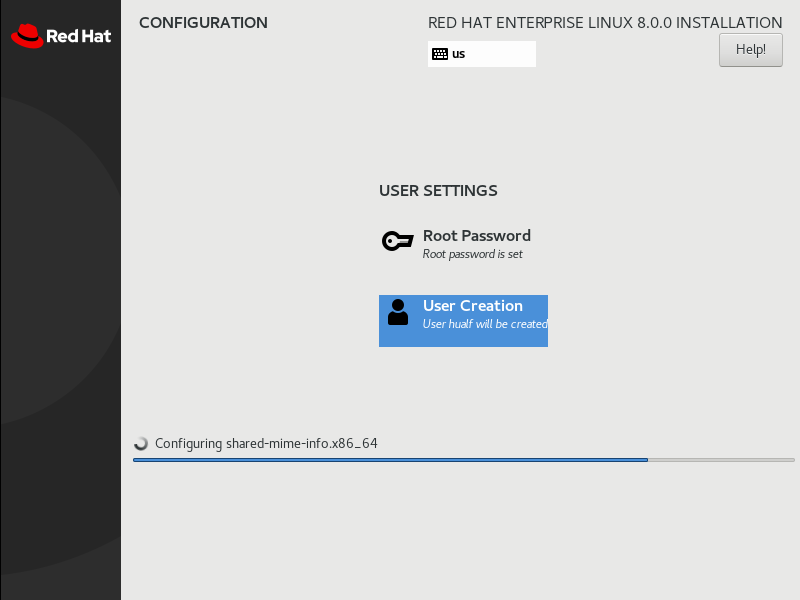 Red Hat
CONFIGURATION
RED HAT ENTERPRISE LINUX 8.0.0 INSTALLATION
us
Help!
USER SETTINGS
Root Password
Root password is set
User Creation
User hualf will be created
Configuring shared-mime-info.x86_64